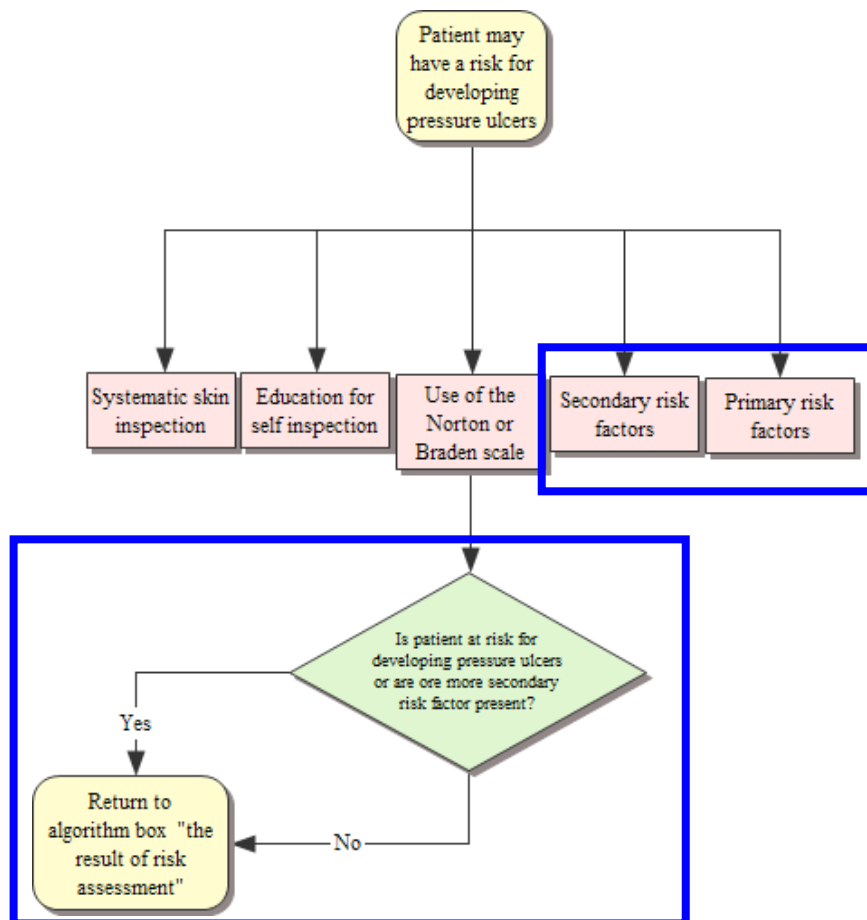 Patient may
have a risk for
developing
pressure ulcers
Systematic skin
inspection
Education for
self inspection
Use of the
Norton or
Braden scale
Secondary risk
factors
Primary risk
factors
Is patient at risk for
developing pressure ulcers
or are ore more secondary
risk factor present?
Yes
Return to
algorithm box "the
result of risk
assessment"
No